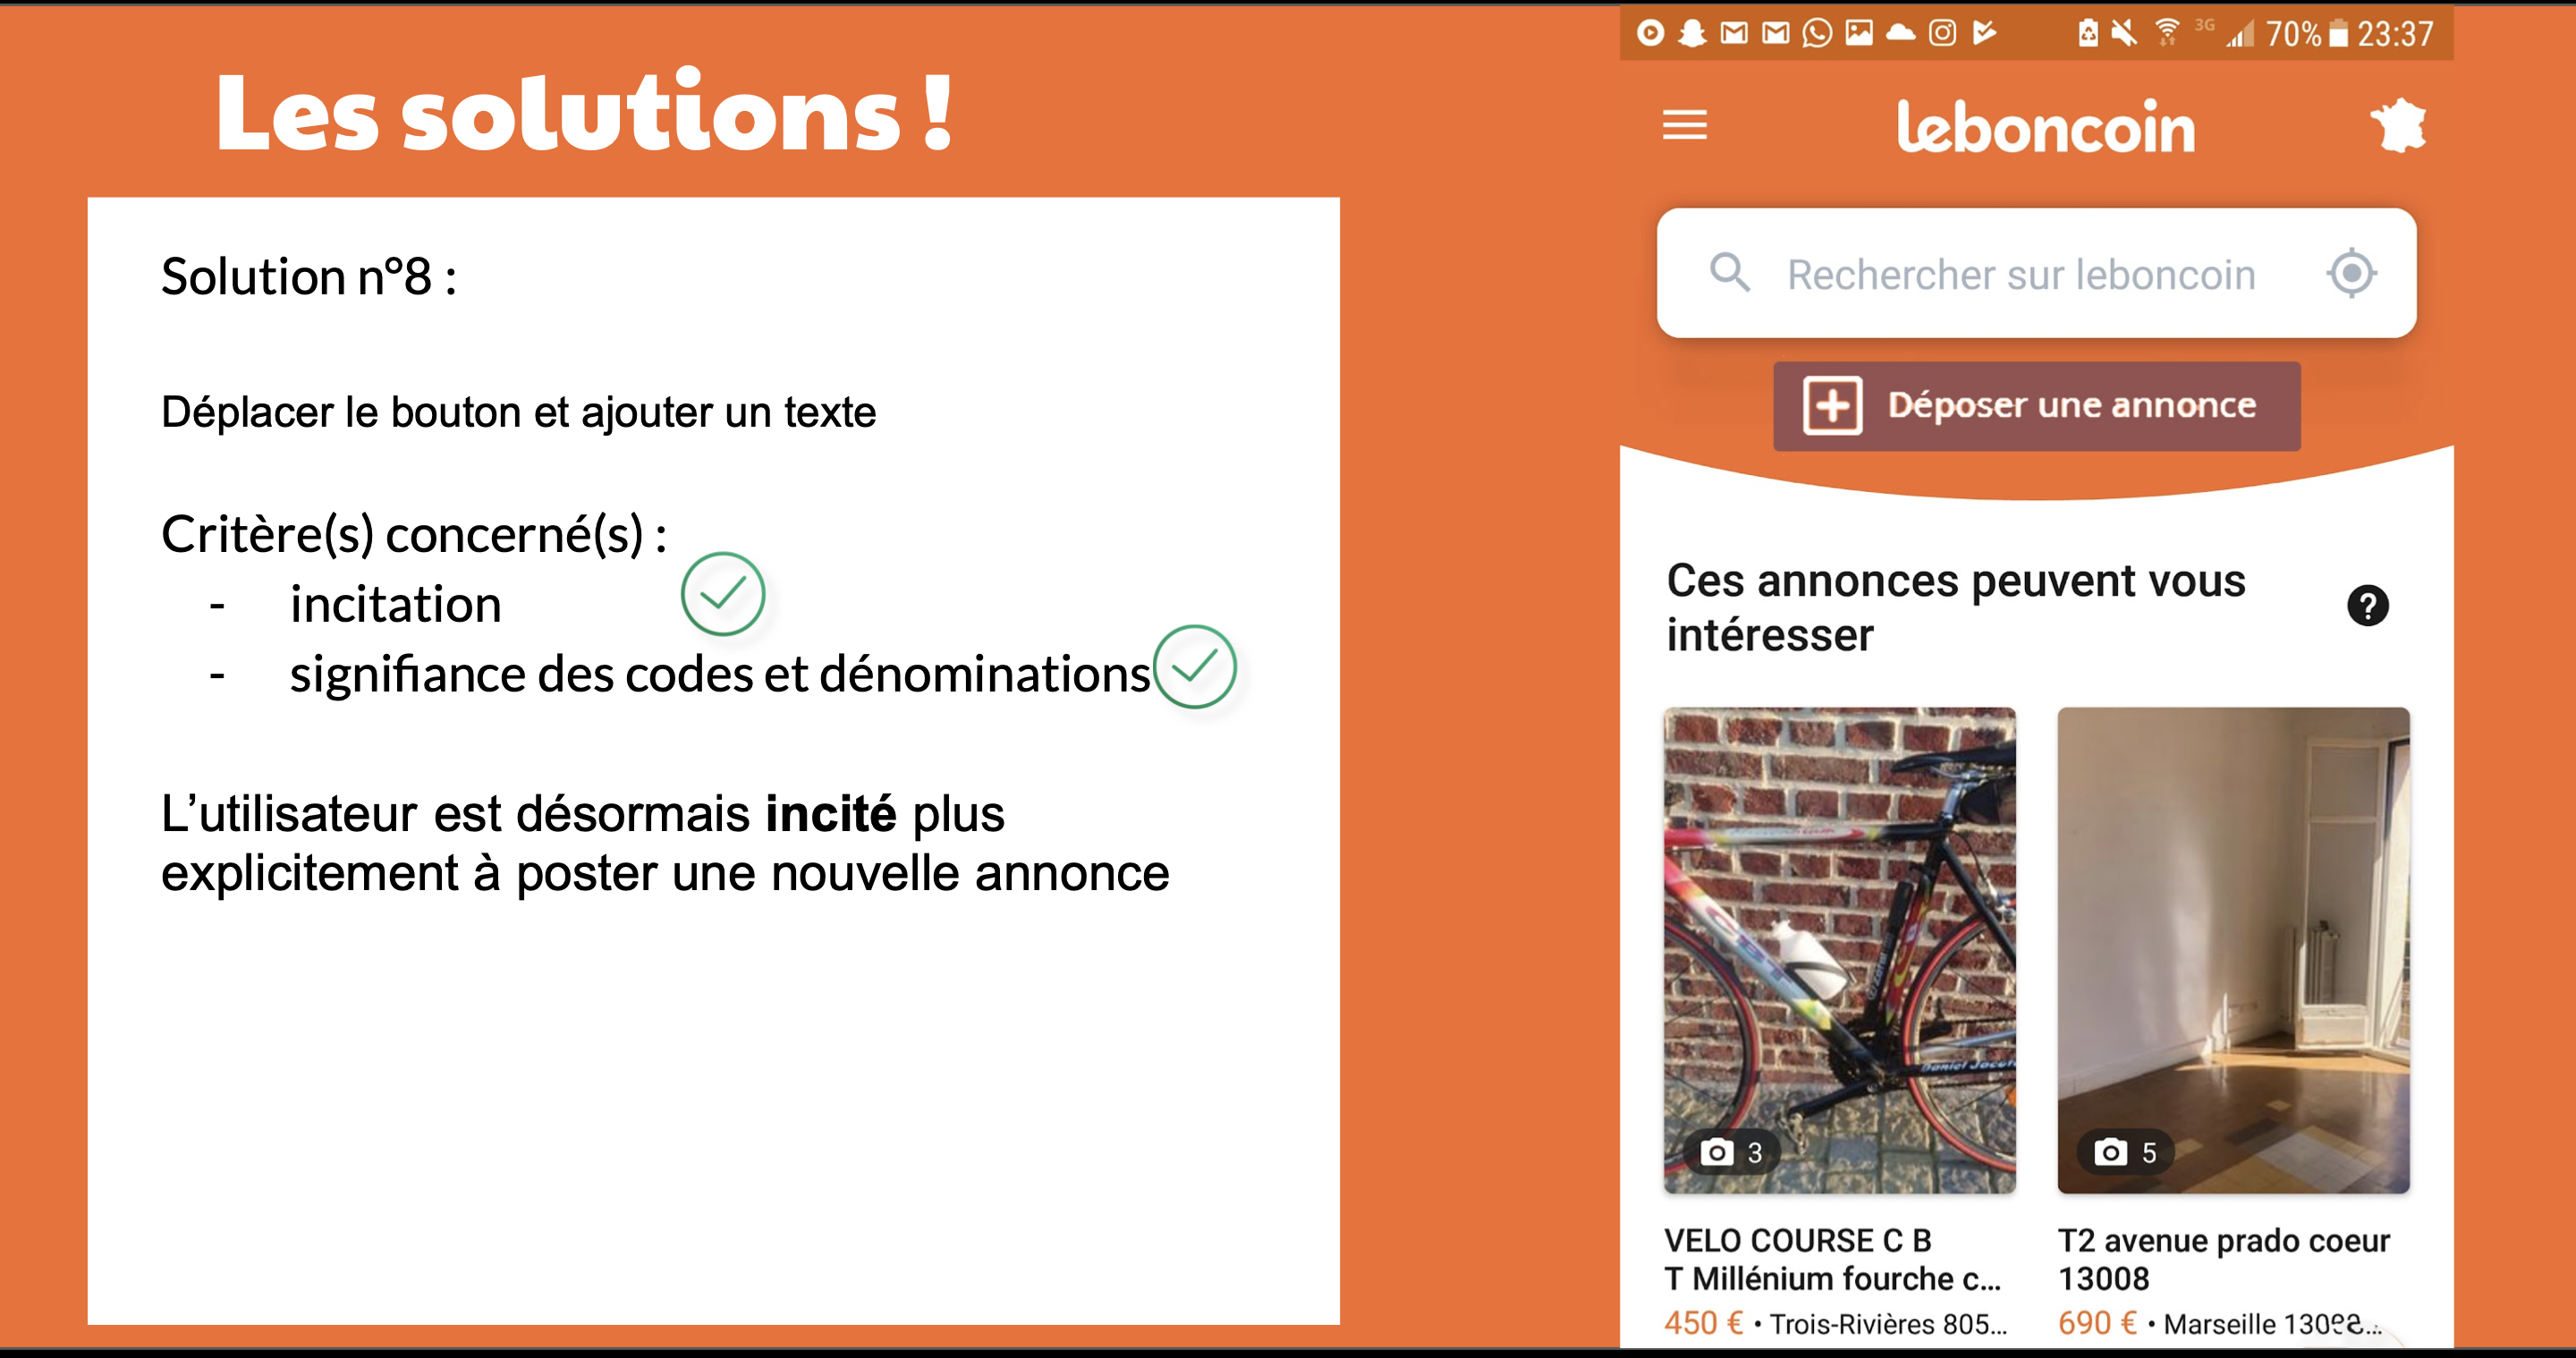 Les solutions !
Solution n°8 :
Déplacer le bouton et ajouter un texte
Critère(s) concerné(s) :
- incitation
- signifiance des codes et dénominations
L’utilisateur est désormais incité plus
explicitement à poster une nouvelle annonce
3G 70% 23:37
leboncoin
Rechercher sur leboncoin
Déposer une annonce
Ces annonces peuvent vous
intéresser
?
3
5
VELO COURSE C B
T Millénium fourche c...
450 € • Trois-Rivières 805...
T2 avenue prado coeur
13008
690 € • Marseille